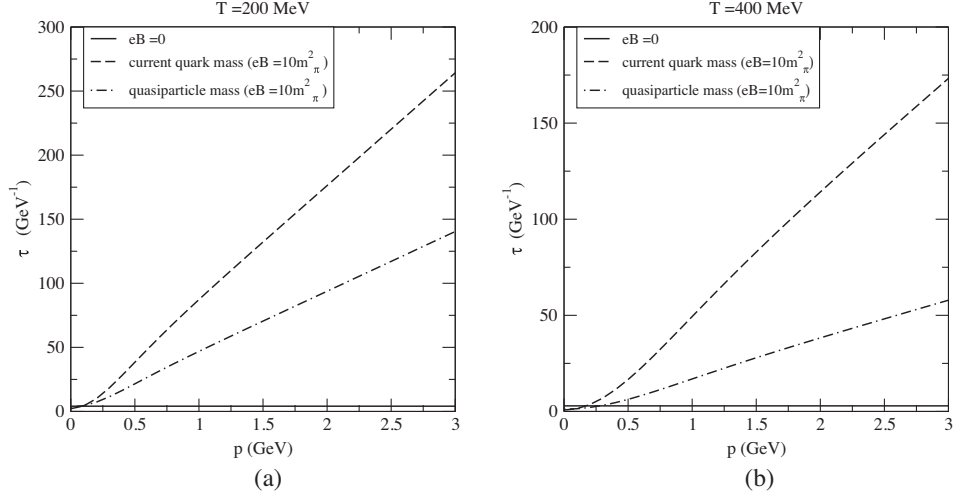 T =200 MeV
300
250
200
150
100
50
0
τ (GeV⁻¹)
eB =0
current quark mass (eB =10m²π)
quasiparticle mass (eB =10m²π)
0 0.5 1 1.5 2 2.5 3
p (GeV)
(a)
T =400 MeV
200
150
100
50
0
τ (GeV⁻¹)
eB =0
current quark mass (eB=10m²π)
quasiparticle mass (eB=10m²π)
0 0.5 1 1.5 2 2.5 3
p (GeV)
(b)